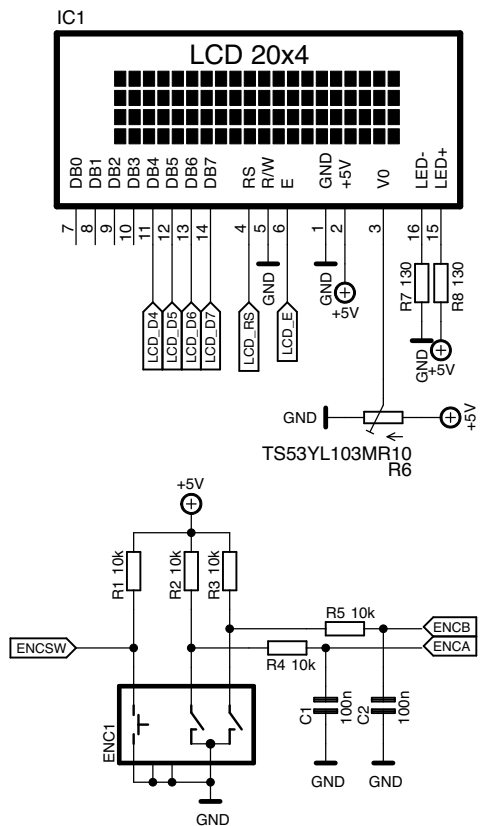 IC1
LCD 20x4
DB0 DB1 DB2 DB3 DB4 DB5 DB6 DB7 RS R/W E GND +5V V0 LED- LED+
7 8 9 10 11 12 13 14 4 5 6 1 2 3 16 15
GND GND R7 130 R8 130
LCD_D4 LCD_D5 LCD_D6 LCD_D7 LCD_RS LCD_E
+5V
GND +5V
GND +5V
TS53YL103MR10
R6
+5V
R1 10k R2 10k R3 10k
R5 10k ENCB
ENCSW ENCA
R4 10k
ENC1 C1 100n C2 100n
GND GND
GND